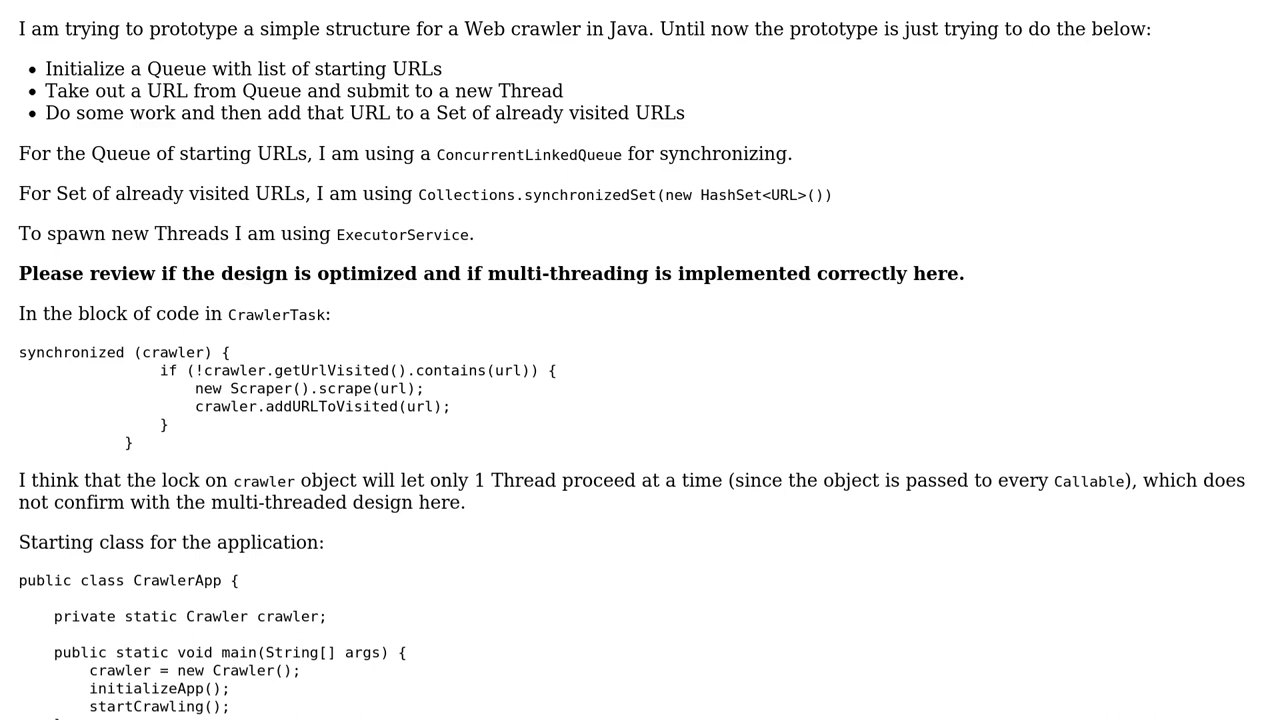 I am trying to prototype a simple structure for a Web crawler in Java. Until now the prototype is just trying to do the below:
• Initialize a Queue with list of starting URLs
• Take out a URL from Queue and submit to a new Thread
• Do some work and then add that URL to a Set of already visited URLs
For the Queue of starting URLs, I am using a ConcurrentLinkedQueue for synchronizing.
For Set of already visited URLs, I am using Collections.synchronizedSet(new HashSet<URL>())
To spawn new Threads I am using ExecutorService.
Please review if the design is optimized and if multi-threading is implemented correctly here.
In the block of code in CrawlerTask:
synchronized (crawler) {
                if (!crawler.getUrlVisited().contains(url)) {
                    new Scraper().scrape(url);
                    crawler.addURLToVisited(url);
                }
            }
I think that the lock on crawler object will let only 1 Thread proceed at a time (since the object is passed to every Callable), which does
not confirm with the multi-threaded design here.
Starting class for the application:
public class CrawlerApp {
    private static Crawler crawler;
    public static void main(String[] args) {
        crawler = new Crawler();
        initializeApp();
        startCrawling();